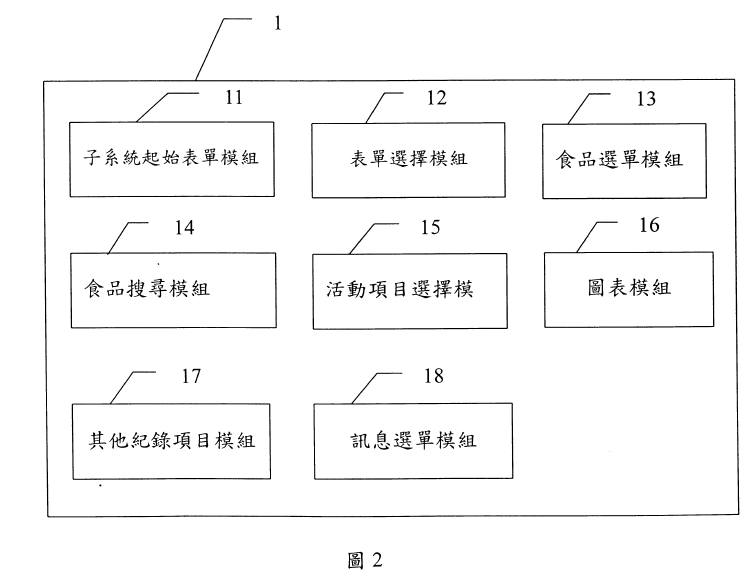 1
11 12 13
子系統起始表單模組 表單選擇模組 食品選單模組
14 15 16
食品搜尋模組 活動項目選擇模 圖表模組
17 18
其他紀錄項目模組 訊息選單模組
圖2